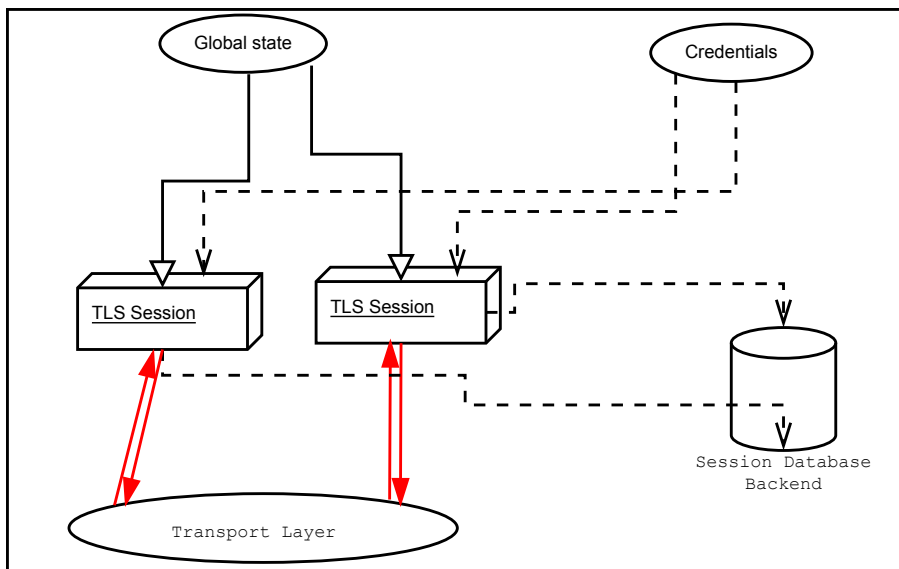 Global state
Credentials
TLS Session
TLS Session
Session Database
Backend
Transport Layer